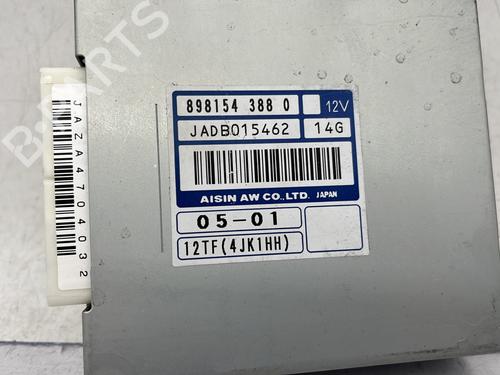 B-PARTS
898154 388 0 12V
JADB015462 14G
AISIN AW CO.,LTD. JAPAN
05-01
12TF(4JK1HH)
JAZA4704032